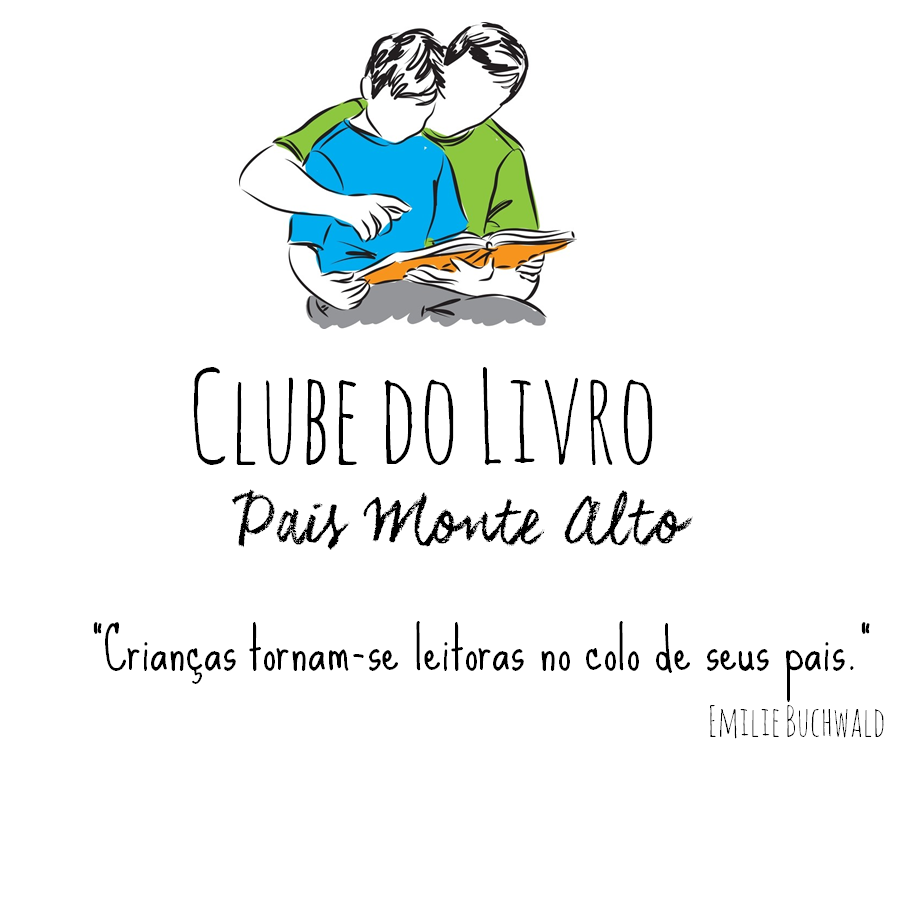 CLUBE DO LIVRO
Pais Monte Alto
"Crianças tornam-se leitoras no colo de seus pais."
EMILIE BUCHWALD